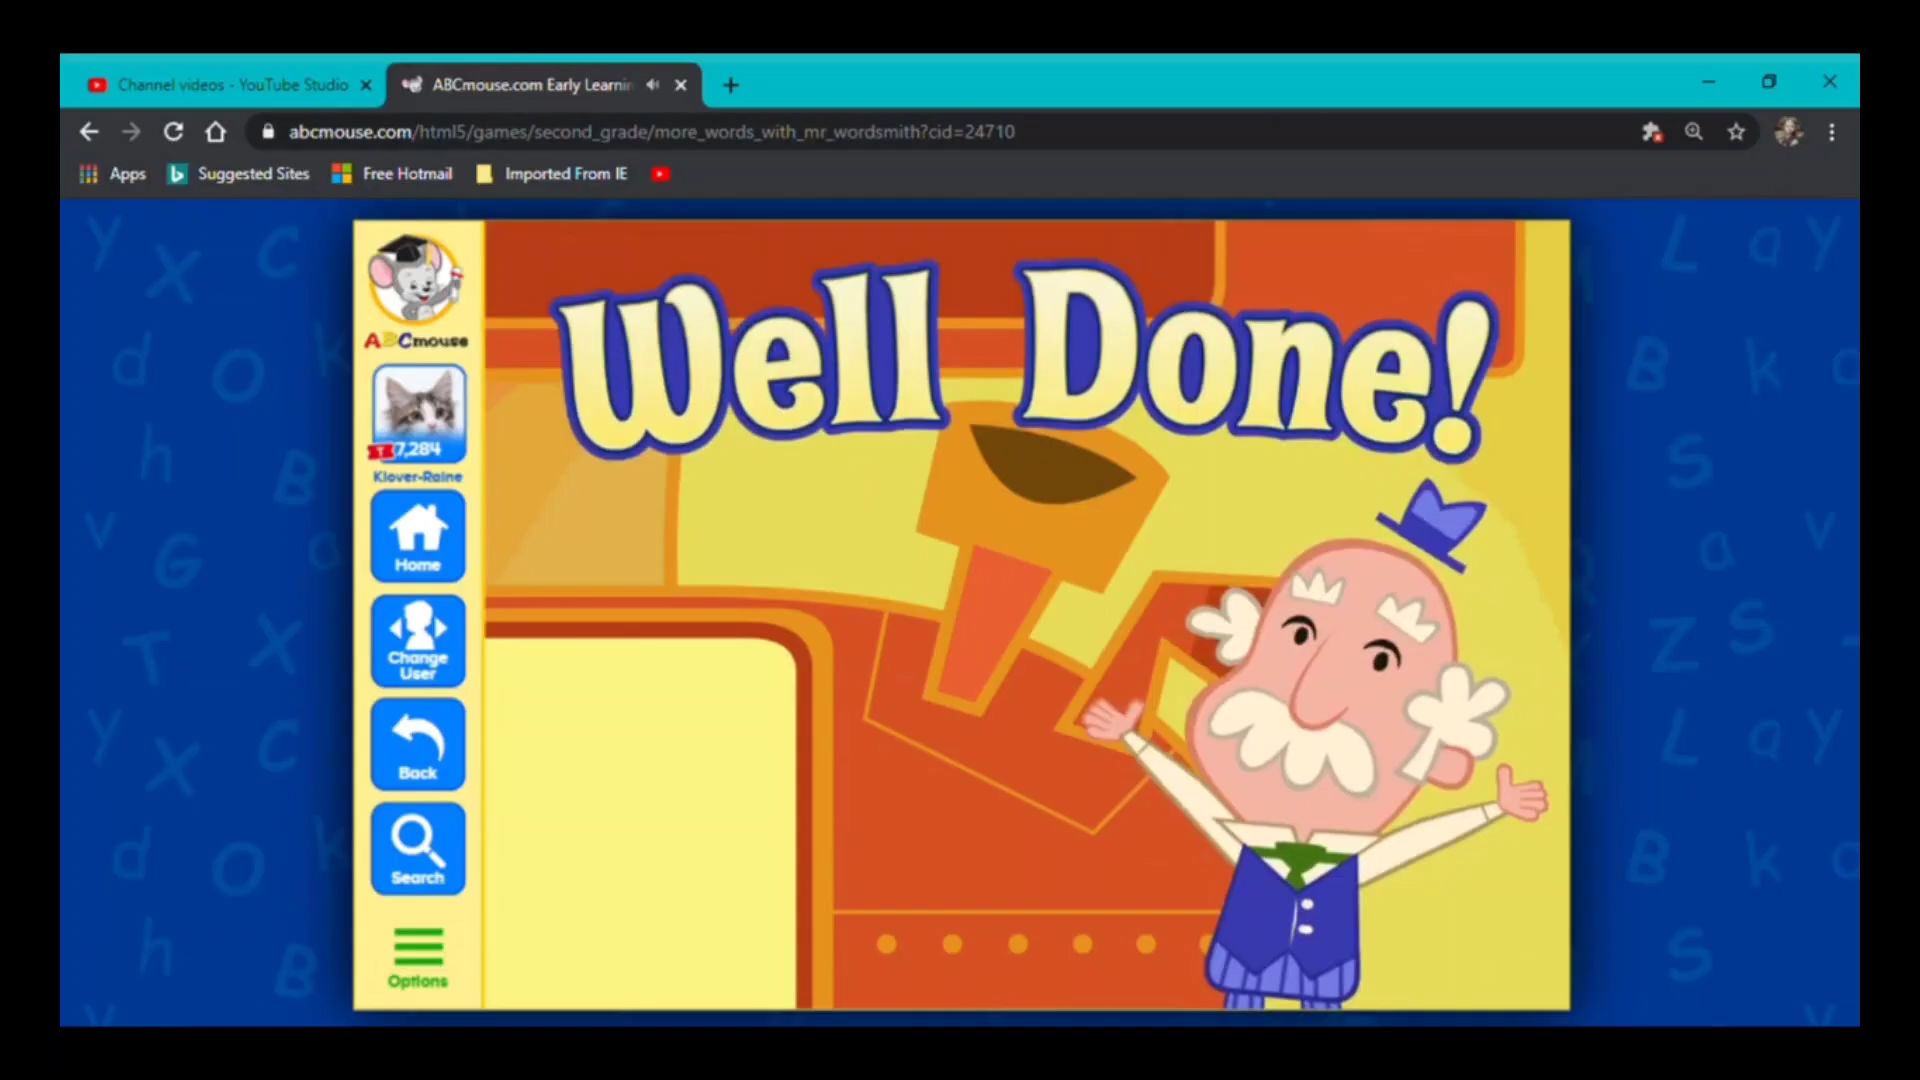 Channel videos - YouTube Studio
ABCmouse.com Early Learnin
abcmouse.com/html5/games/second_grade/more_words_with_mr_wordsmith?cid=24710
Apps
Suggested Sites
Free Hotmail
Imported From IE
Well Done!
ABCmouse
T 7,284
Klover-Raine
Home
Change
User
Back
Search
Options